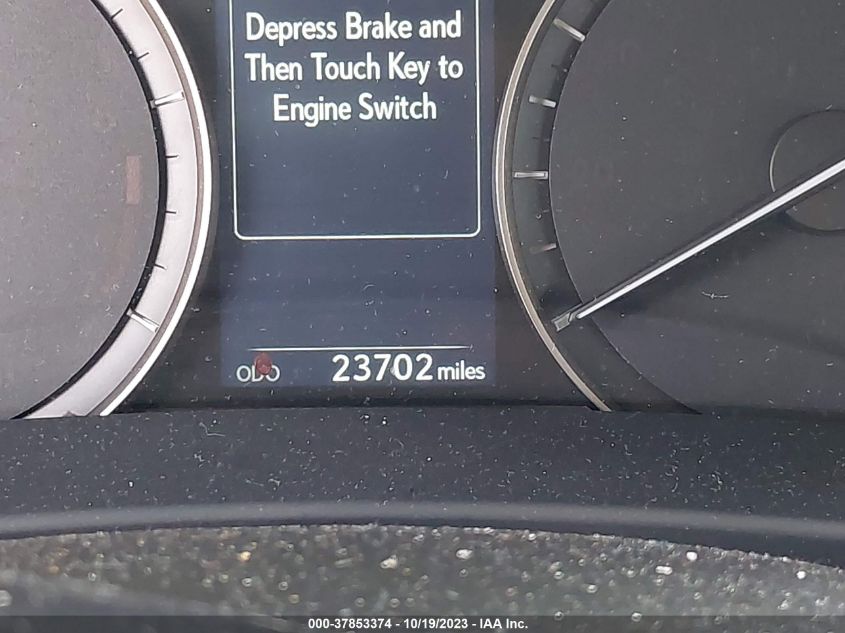 Depress Brake and
Then Touch Key to
Engine Switch
ODO 23702 miles
000-37853374 - 10/19/2023 - IAA Inc.